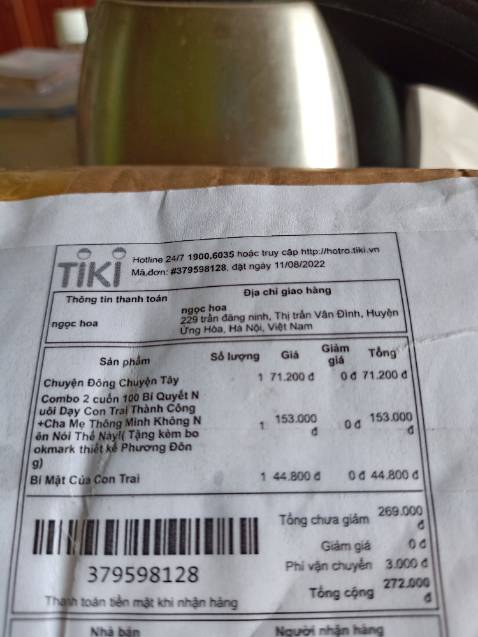 TiKi
Hotline 24/7 1900.6035 hoặc truy cập http://hotro.tiki.vn
Mã đơn: #379598128, đặt ngày 11/08/2022
Thông tin thanh toán
Địa chỉ giao hàng
ngọc hoa
ngọc hoa
229 trần đăng ninh, Thị trấn Vân Đình, Huyện
Ứng Hòa, Hà Nội, Việt Nam
Sản phẩm Số lượng Giá Giảm giá Tổng
Chuyện Đông Chuyện Tây 1 71.200 đ 0 đ 71.200 đ
Combo 2 cuốn 100 Bí Quyết N
uôi Dạy Con Trai Thành Công
+Cha Mẹ Thông Minh Không N 1 153.000 đ 0 đ 153.000 đ
ên Nói Thế Này!( Tặng kèm bo
okmark thiết kế Phương Đôn
g)
Bí Mật Của Con Trai 1 44.800 đ 0 đ 44.800 đ
Tổng chưa giảm 269.000 đ
Giảm giá 0 đ
Phí vận chuyển 3.000 đ
Tổng cộng 272.000 đ
379598128
Thanh toán tiền mặt khi nhận hàng
Nhà bán Người nhận hàng